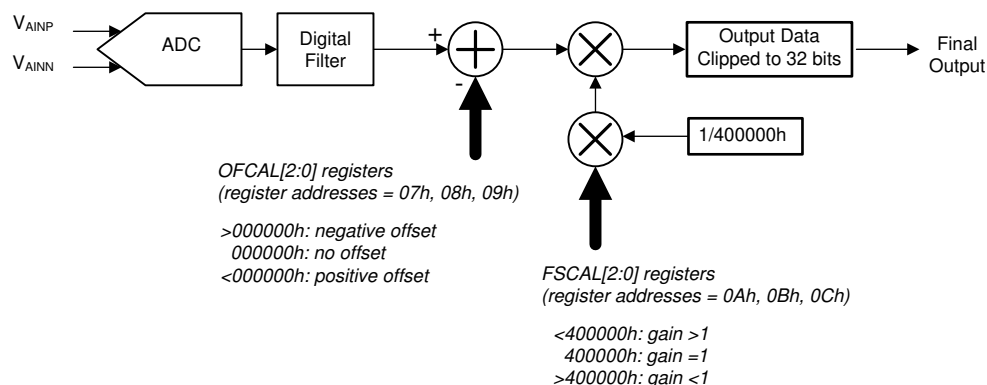 V_AINP
V_AINN
ADC
Digital
Filter
+
-
Output Data
Clipped to 32 bits
Final
Output
1/400000h
OFCAL[2:0] registers
(register addresses = 07h, 08h, 09h)
>000000h: negative offset
000000h: no offset
<000000h: positive offset
FSCAL[2:0] registers
(register addresses = 0Ah, 0Bh, 0Ch)
<400000h: gain >1
400000h: gain =1
>400000h: gain <1